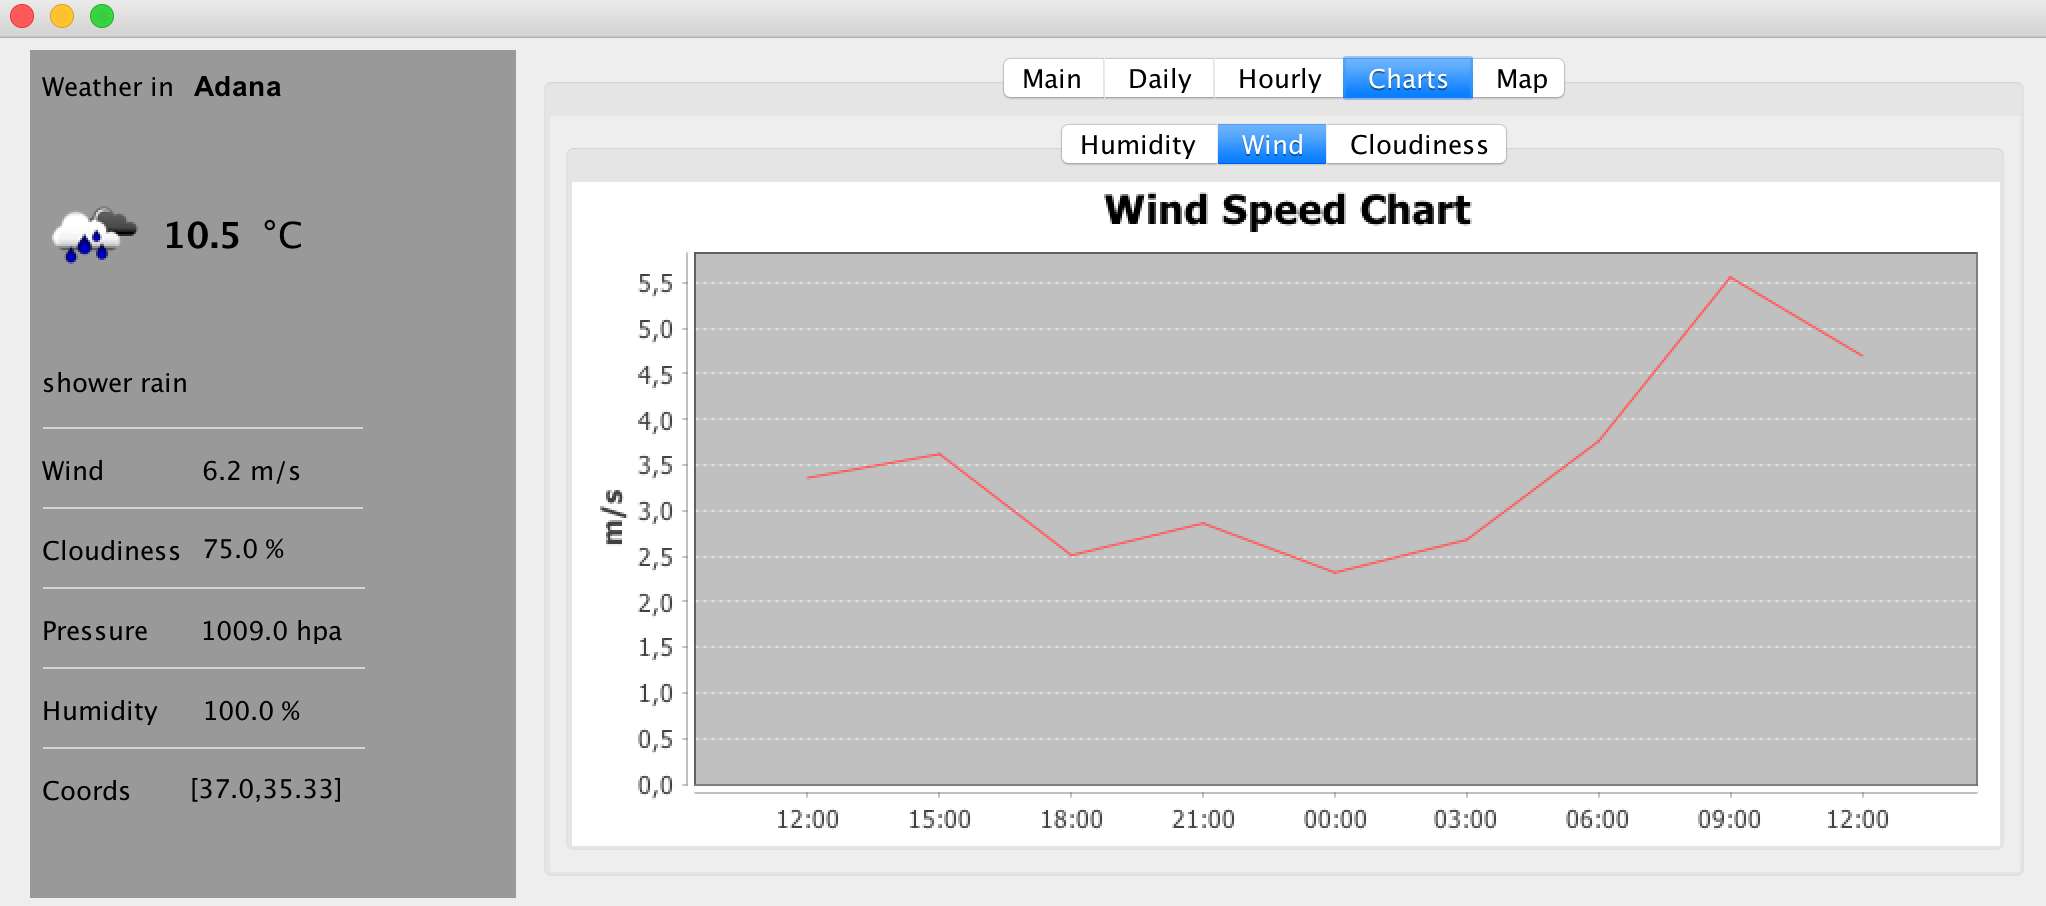 Weather in Adana
10.5 °C
shower rain
Wind 6.2 m/s
Cloudiness 75.0 %
Pressure 1009.0 hpa
Humidity 100.0 %
Coords [37.0,35.33]
Main Daily Hourly Charts Map
Humidity Wind Cloudiness
Wind Speed Chart
m/s
5,5
5,0
4,5
4,0
3,5
3,0
2,5
2,0
1,5
1,0
0,5
0,0
12:00 15:00 18:00 21:00 00:00 03:00 06:00 09:00 12:00